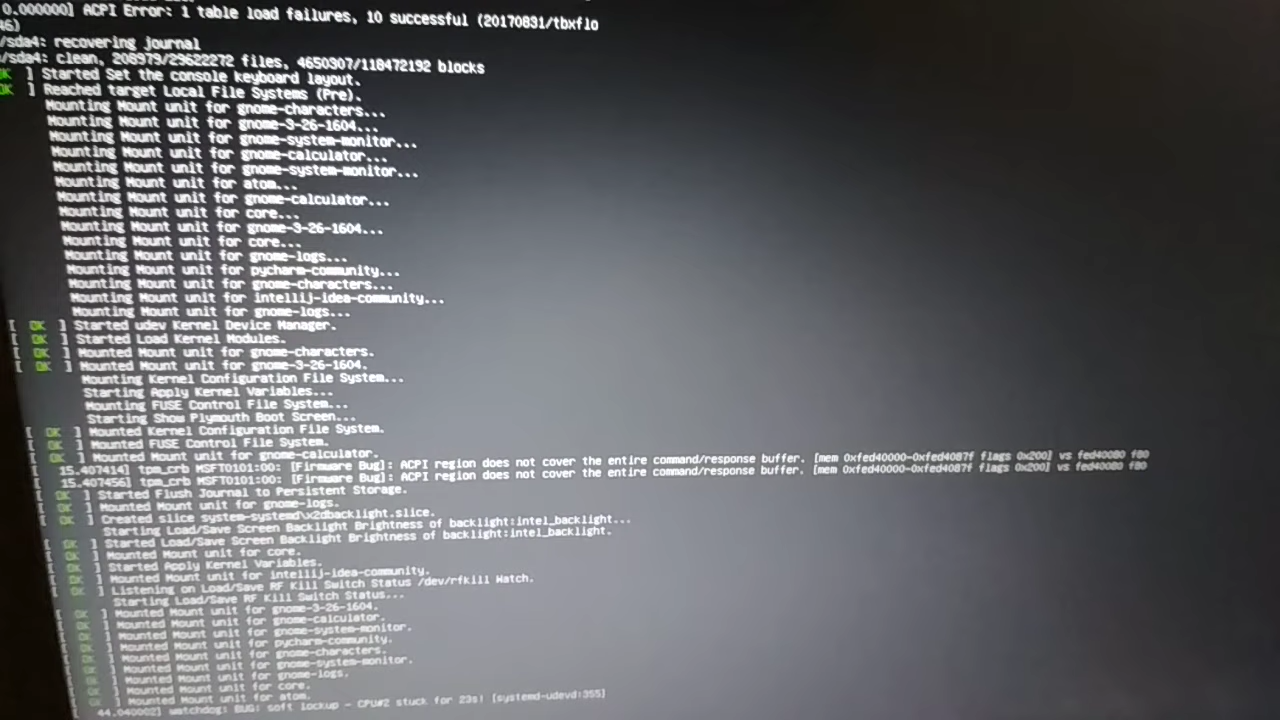 0.000000] ACPI Error: 1 table load failures, 10 successful (20170831/tbxflo
46)
/sda4: recovering journal
/sda4: clean, 208979/29622272 files, 4650307/118472192 blocks
OK ] Started Set the console keyboard layout.
OK ] Reached target Local File Systems (Pre).
Mounting Mount unit for gnome-characters...
Mounting Mount unit for gnome-3-26-1604...
Mounting Mount unit for gnome-system-monitor...
Mounting Mount unit for gnome-calculator...
Mounting Mount unit for gnome-system-monitor...
Mounting Mount unit for atom...
Mounting Mount unit for gnome-calculator...
Mounting Mount unit for core...
Mounting Mount unit for gnome-3-26-1604...
Mounting Mount unit for core...
Mounting Mount unit for gnome-logs...
Mounting Mount unit for pycharm-community...
Mounting Mount unit for gnome-characters...
Mounting Mount unit for intellij-idea-community...
Mounting Mount unit for gnome-logs...
[ OK ] Started udev Kernel Device Manager.
[ OK ] Started Load Kernel Modules.
[ OK ] Mounted Mount unit for gnome-characters.
[ OK ] Mounted Mount unit for gnome-3-26-1604.
Mounting Kernel Configuration File System...
Starting Apply Kernel Variables...
Mounting FUSE Control File System...
Starting Show Plymouth Boot Screen...
[ OK ] Mounted Kernel Configuration File System.
[ OK ] Mounted FUSE Control File System.
[ OK ] Mounted Mount unit for gnome-calculator.
[ 15.407414] tpm_crb MSFT0101:00: [Firmware Bug]: ACPI region does not cover the entire command/response buffer. [mem 0xfed40000-0xfed4087f flags 0x200] vs fed40080 f80
[ 15.407456] tpm_crb MSFT0101:00: [Firmware Bug]: ACPI region does not cover the entire command/response buffer. [mem 0xfed40000-0xfed4087f flags 0x200] vs fed40080 f80
[ OK ] Started Flush Journal to Persistent Storage.
[ OK ] Mounted Mount unit for gnome-logs.
[ OK ] Created slice system-systemd\x2dbacklight.slice.
Starting Load/Save Screen Backlight Brightness of backlight:intel_backlight...
[ OK ] Started Load/Save Screen Backlight Brightness of backlight:intel_backlight.
[ OK ] Mounted Mount unit for core.
[ OK ] Started Apply Kernel Variables.
[ OK ] Mounted Mount unit for intellij-idea-community.
[ OK ] Listening on Load/Save RF Kill Switch Status /dev/rfkill Watch.
Starting Load/Save RF Kill Switch Status...
[ OK ] Mounted Mount unit for gnome-3-26-1604.
[ OK ] Mounted Mount unit for gnome-calculator.
[ OK ] Mounted Mount unit for gnome-system-monitor.
[ OK ] Mounted Mount unit for pycharm-community.
[ OK ] Mounted Mount unit for gnome-characters.
[ OK ] Mounted Mount unit for gnome-system-monitor.
[ OK ] Mounted Mount unit for gnome-logs.
[ OK ] Mounted Mount unit for core.
[ OK ] Mounted Mount unit for atom.
[ 44.040002] watchdog: BUG: soft lockup - CPU#2 stuck for 23s! [systemd-udevd:355]